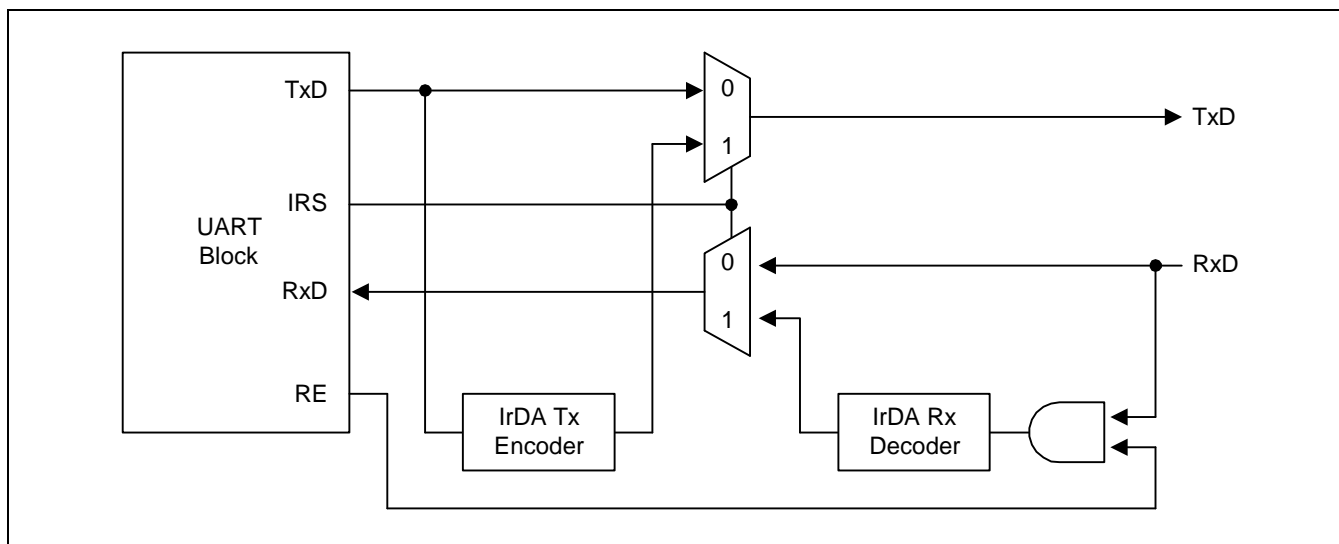 TxD
0
TxD
1
IRS
UART
Block
0
RxD
RxD
1
RE
IrDA Tx
Encoder
IrDA Rx
Decoder